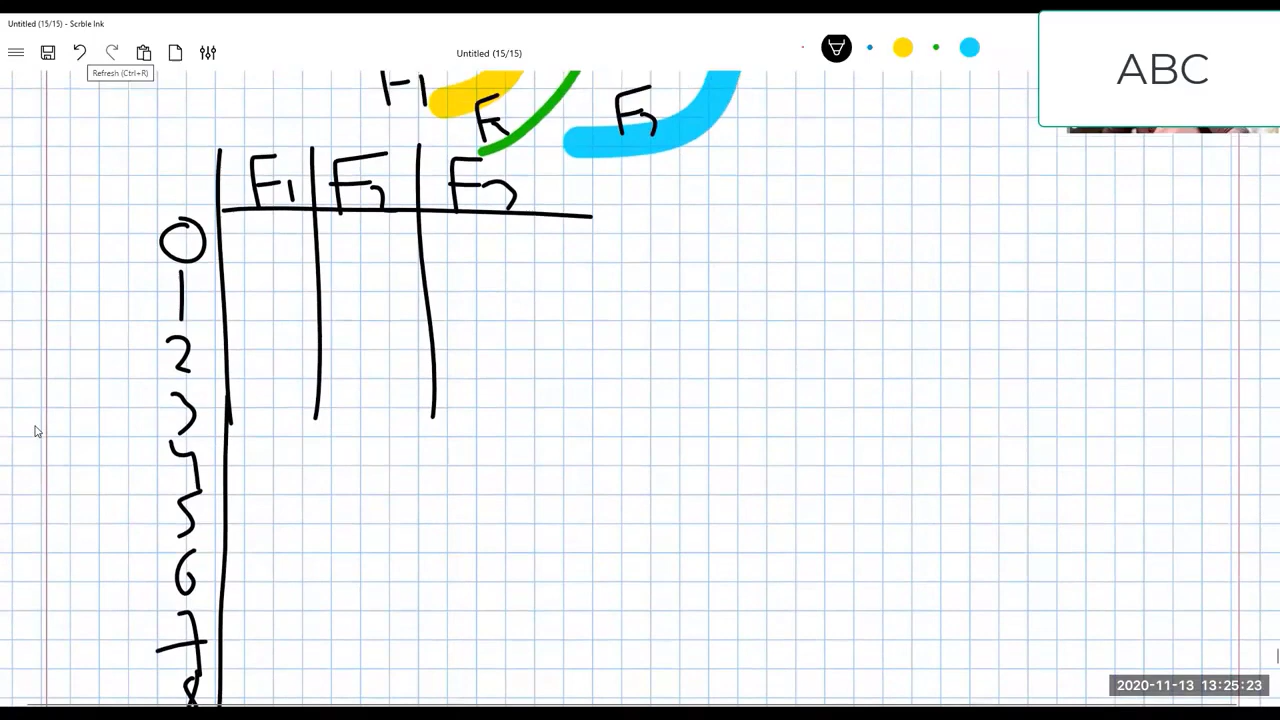 Untitled (15/15) - Scrble Ink
Untitled (15/15)
ABC
Refresh (Ctrl+R)
F1
F3
F1 F2 F3
0
1
2
3
4
5
6
7
8
2020-11-13 13:25:23